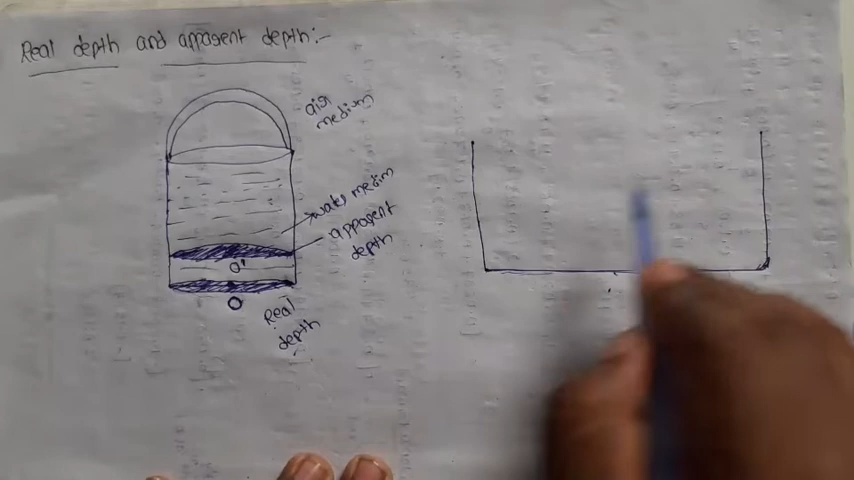 Real depth and apparent depth:-
air
medium
water medium
apparent
depth
O'
O
Real
depth